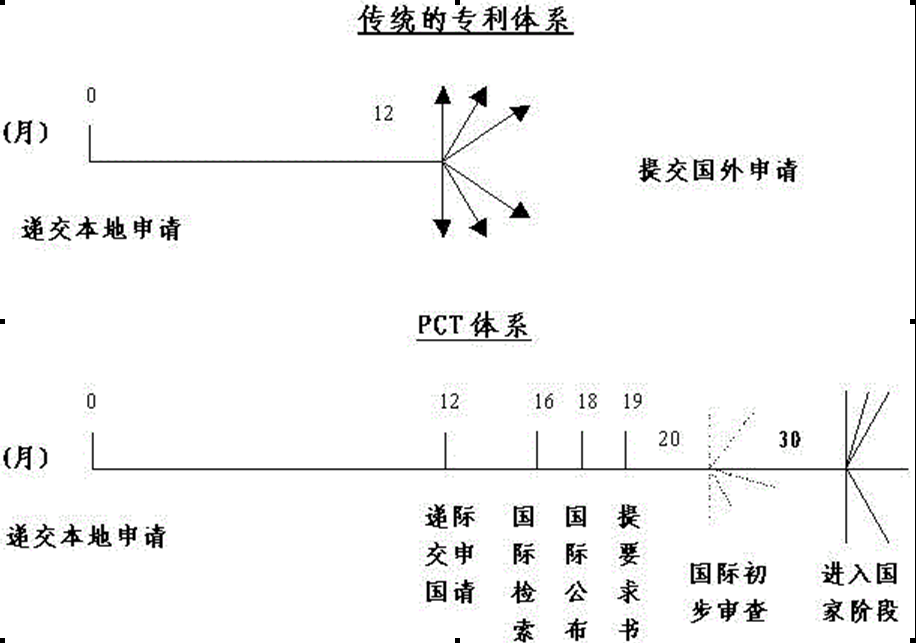 传统的专利体系
0
12
(月)
提交国外申请
递交本地申请
PCT 体系
0 12 16 18 19
20 30
(月)
递交本地申请
递交国际申请
国际检索
国际公布
提要求书
国际初步审查
进入国家阶段